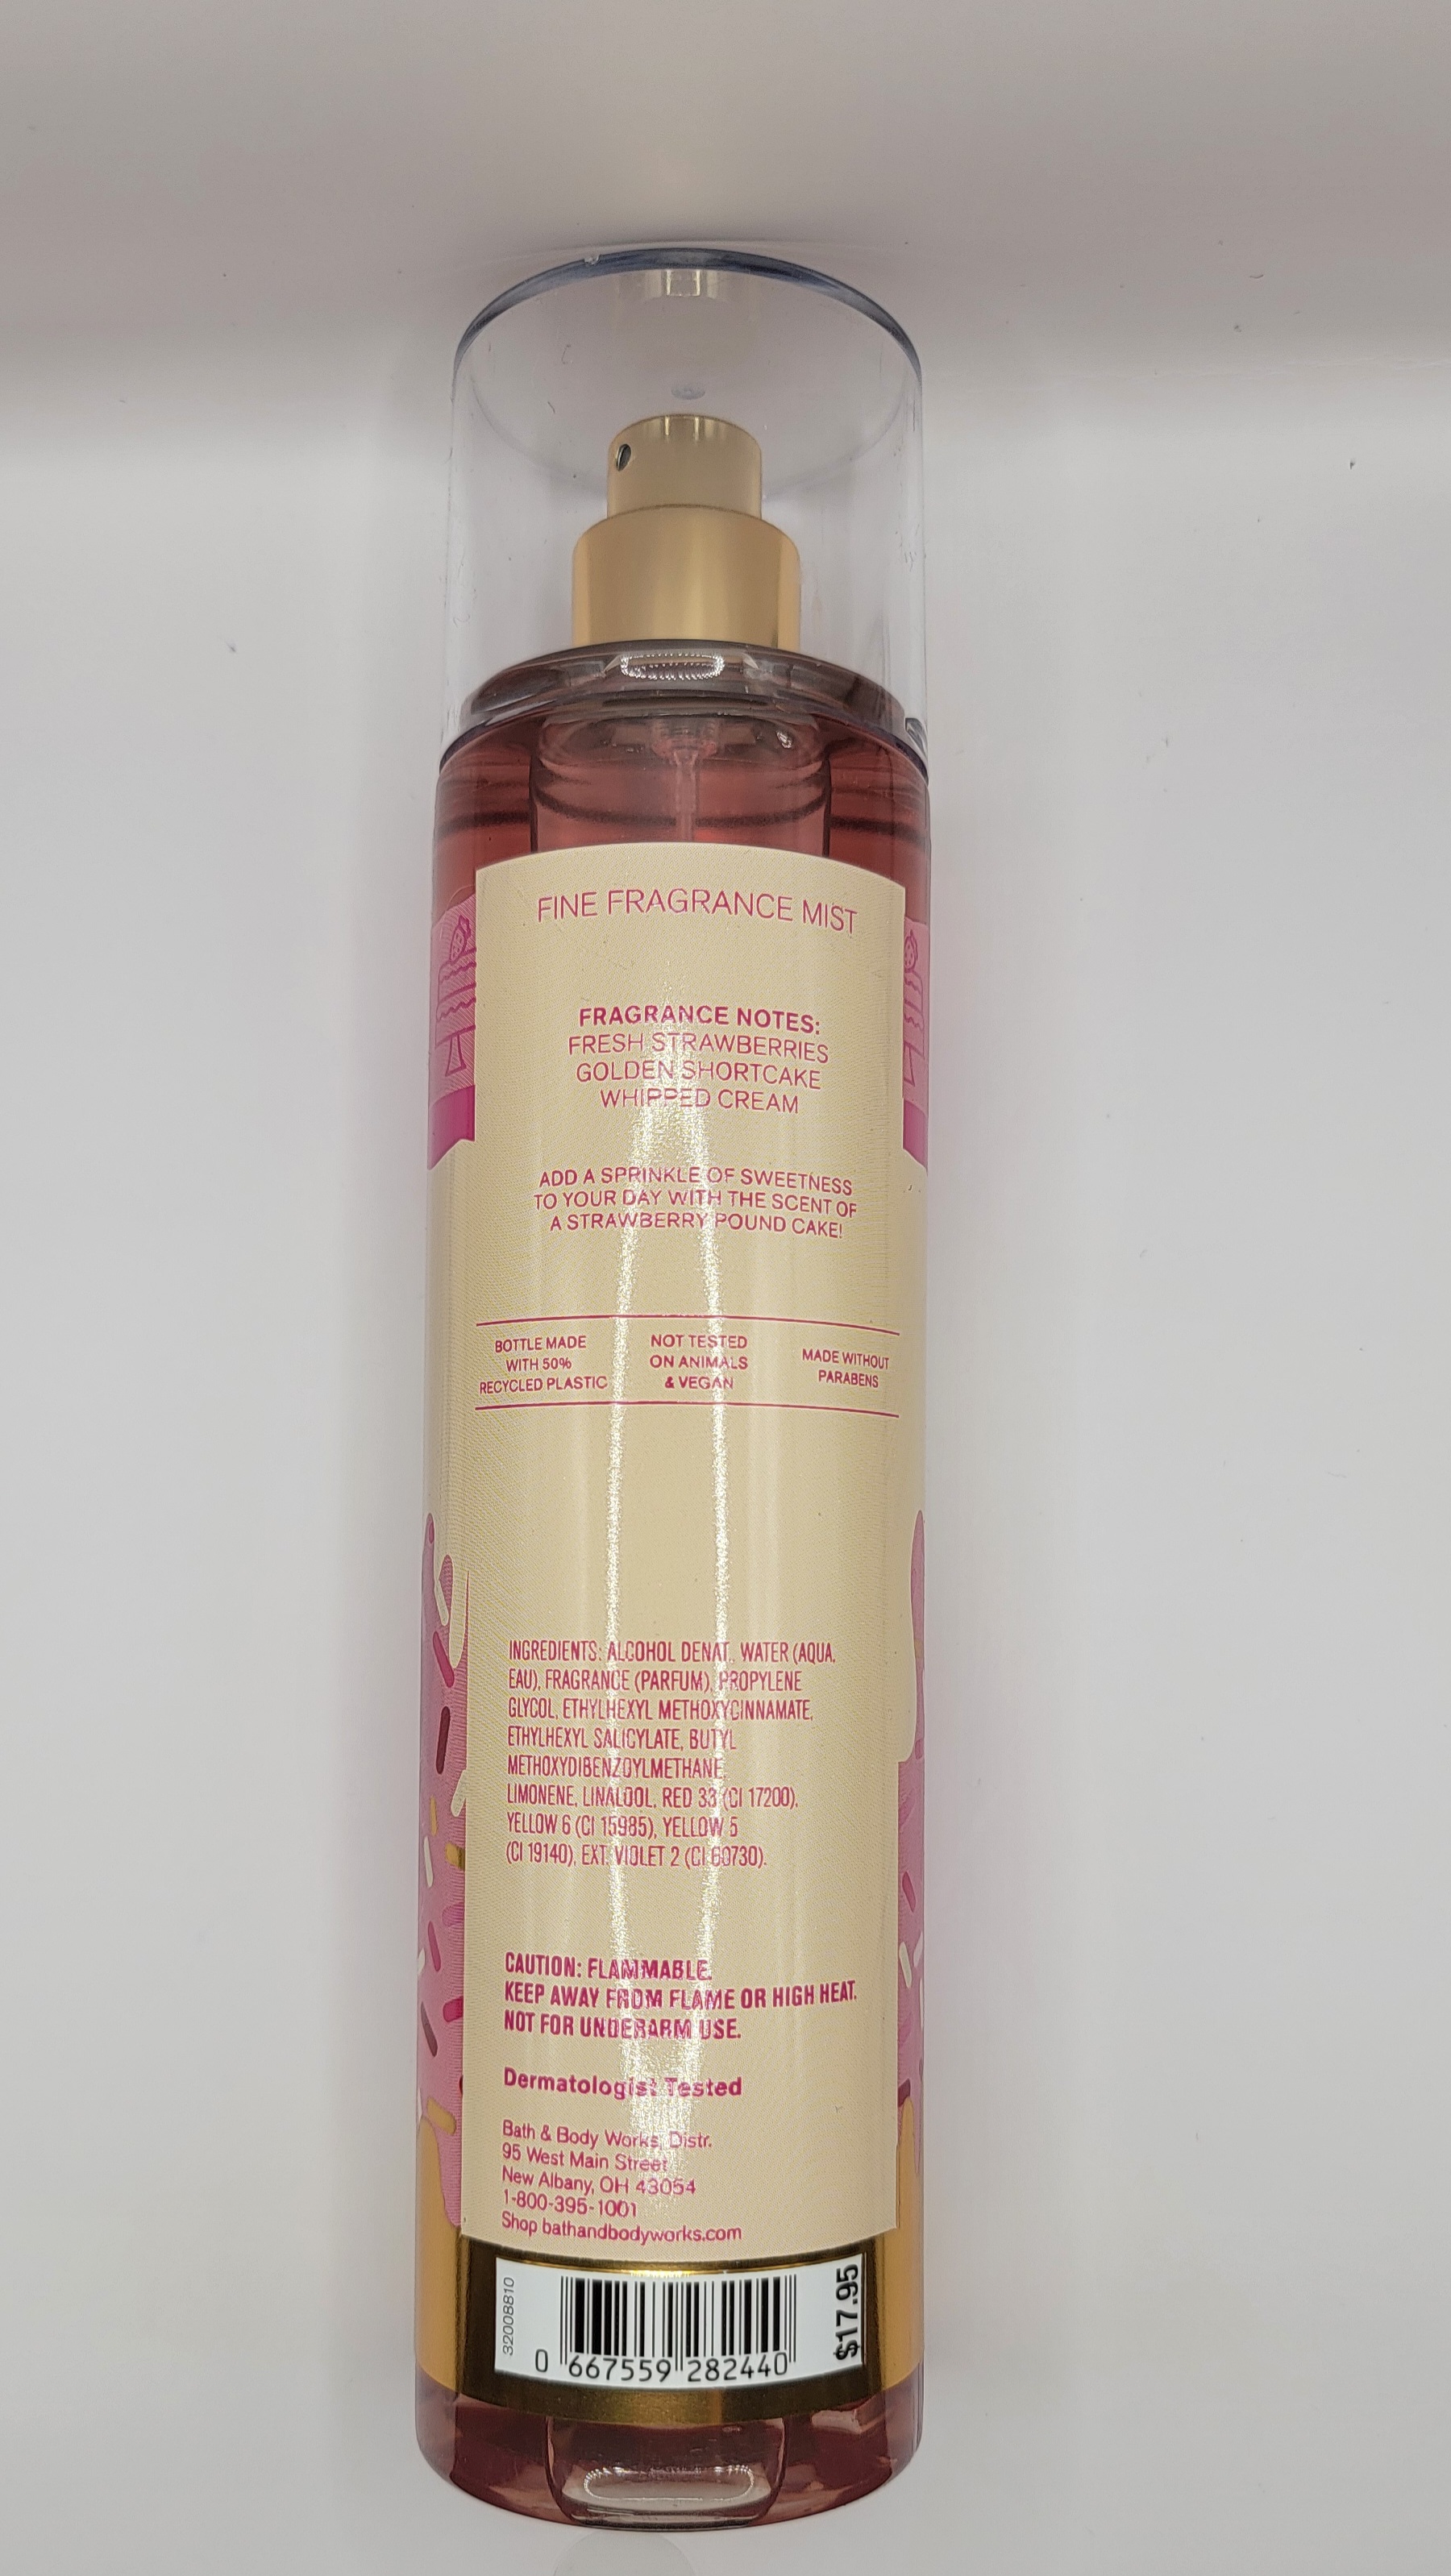 FINE FRAGRANCE MIST
FRAGRANCE NOTES:
FRESH STRAWBERRIES
GOLDEN SHORTCAKE
WHIPPED CREAM
ADD A SPRINKLE OF SWEETNESS
TO YOUR DAY WITH THE SCENT OF
A STRAWBERRY POUND CAKE!
BOTTLE MADE
WITH 50%
RECYCLED PLASTIC
NOT TESTED
ON ANIMALS
& VEGAN
MADE WITHOUT
PARABENS
INGREDIENTS: ALCOHOL DENAT., WATER (AQUA,
EAU), FRAGRANCE (PARFUM), PROPYLENE
GLYCOL, ETHYLHEXYL METHOXYCINNAMATE,
ETHYLHEXYL SALICYLATE, BUTYL
METHOXYDIBENZOYLMETHANE,
LIMONENE, LINALOOL, RED 33 (CI 17200),
YELLOW 6 (CI 15985), YELLOW 5
(CI 19140), EXT. VIOLET 2 (CI 60730).
CAUTION: FLAMMABLE.
KEEP AWAY FROM FLAME OR HIGH HEAT.
NOT FOR UNDERARM USE.
Dermatologist Tested
Bath & Body Works, Distr.
95 West Main Street
New Albany, OH 43054
1-800-395-1001
Shop bathandbodyworks.com
32008810
0 667559 282440
$17.95